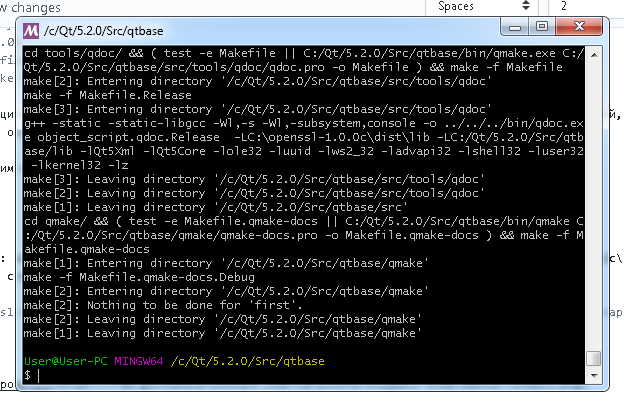 w changes
Spaces
2
/c/Qt/5.2.0/Src/qtbase
cd tools/qdoc/ && ( test -e Makefile || C:/Qt/5.2.0/Src/qtbase/bin/qmake.exe C:/
Qt/5.2.0/Src/qtbase/src/tools/qdoc/qdoc.pro -o Makefile ) && make -f Makefile
make[2]: Entering directory '/c/Qt/5.2.0/Src/qtbase/src/tools/qdoc'
make -f Makefile.Release
make[3]: Entering directory '/c/Qt/5.2.0/Src/qtbase/src/tools/qdoc'
g++ -static -static-libgcc -Wl,-s -Wl,-subsystem,console -o ../../../bin/qdoc.ex
e object_script.qdoc.Release  -LC:\openssl-1.0.0c\dist\lib -LC:/Qt/5.2.0/Src/qtb
ase/lib -lQt5Xml -lQt5Core -lole32 -luuid -lws2_32 -ladvapi32 -lshell32 -luser32
 -lkernel32 -lz
make[3]: Leaving directory '/c/Qt/5.2.0/Src/qtbase/src/tools/qdoc'
make[2]: Leaving directory '/c/Qt/5.2.0/Src/qtbase/src/tools/qdoc'
make[1]: Leaving directory '/c/Qt/5.2.0/Src/qtbase/src'
cd qmake/ && ( test -e Makefile.qmake-docs || C:/Qt/5.2.0/Src/qtbase/bin/qmake C
:/Qt/5.2.0/Src/qtbase/qmake/qmake-docs.pro -o Makefile.qmake-docs ) && make -f M
akefile.qmake-docs
make[1]: Entering directory '/c/Qt/5.2.0/Src/qtbase/qmake'
make -f Makefile.qmake-docs.Debug
make[2]: Entering directory '/c/Qt/5.2.0/Src/qtbase/qmake'
make[2]: Nothing to be done for 'first'.
make[2]: Leaving directory '/c/Qt/5.2.0/Src/qtbase/qmake'
make[1]: Leaving directory '/c/Qt/5.2.0/Src/qtbase/qmake'
User@User-PC MINGW64 /c/Qt/5.2.0/Src/qtbase
$